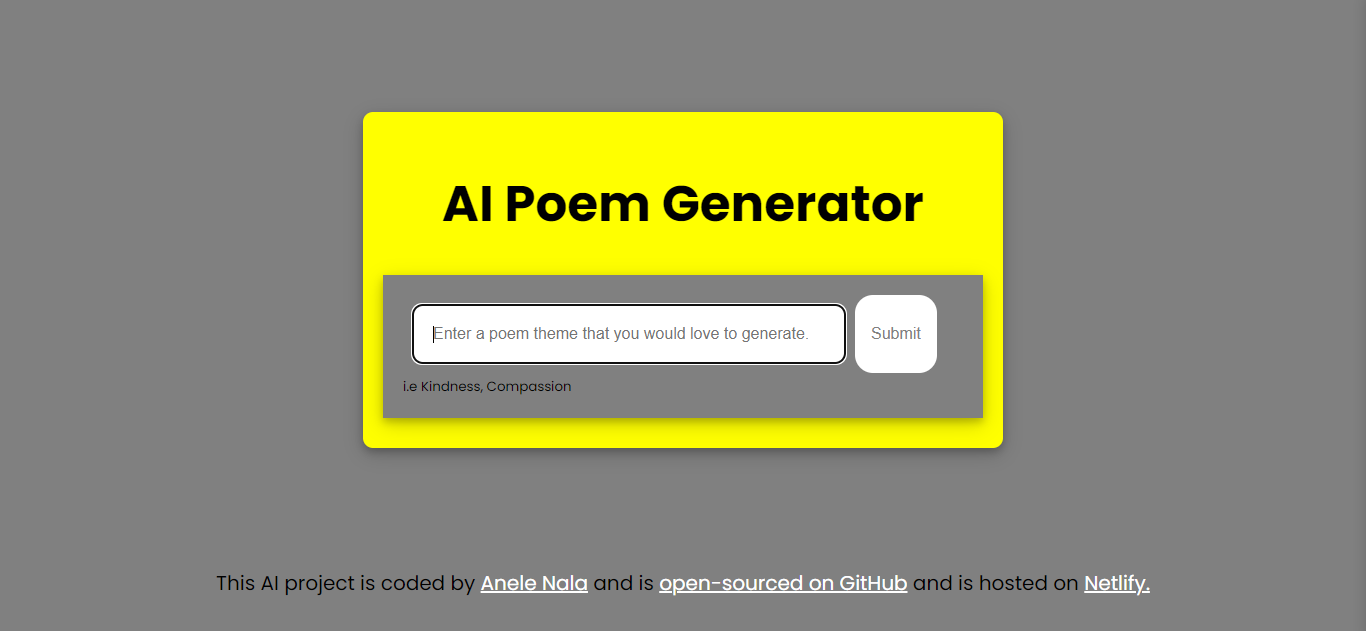 AI Poem Generator
Enter a poem theme that you would love to generate.
Submit
i.e Kindness, Compassion
This AI project is coded by Anele Nala and is open-sourced on GitHub and is hosted on Netlify.